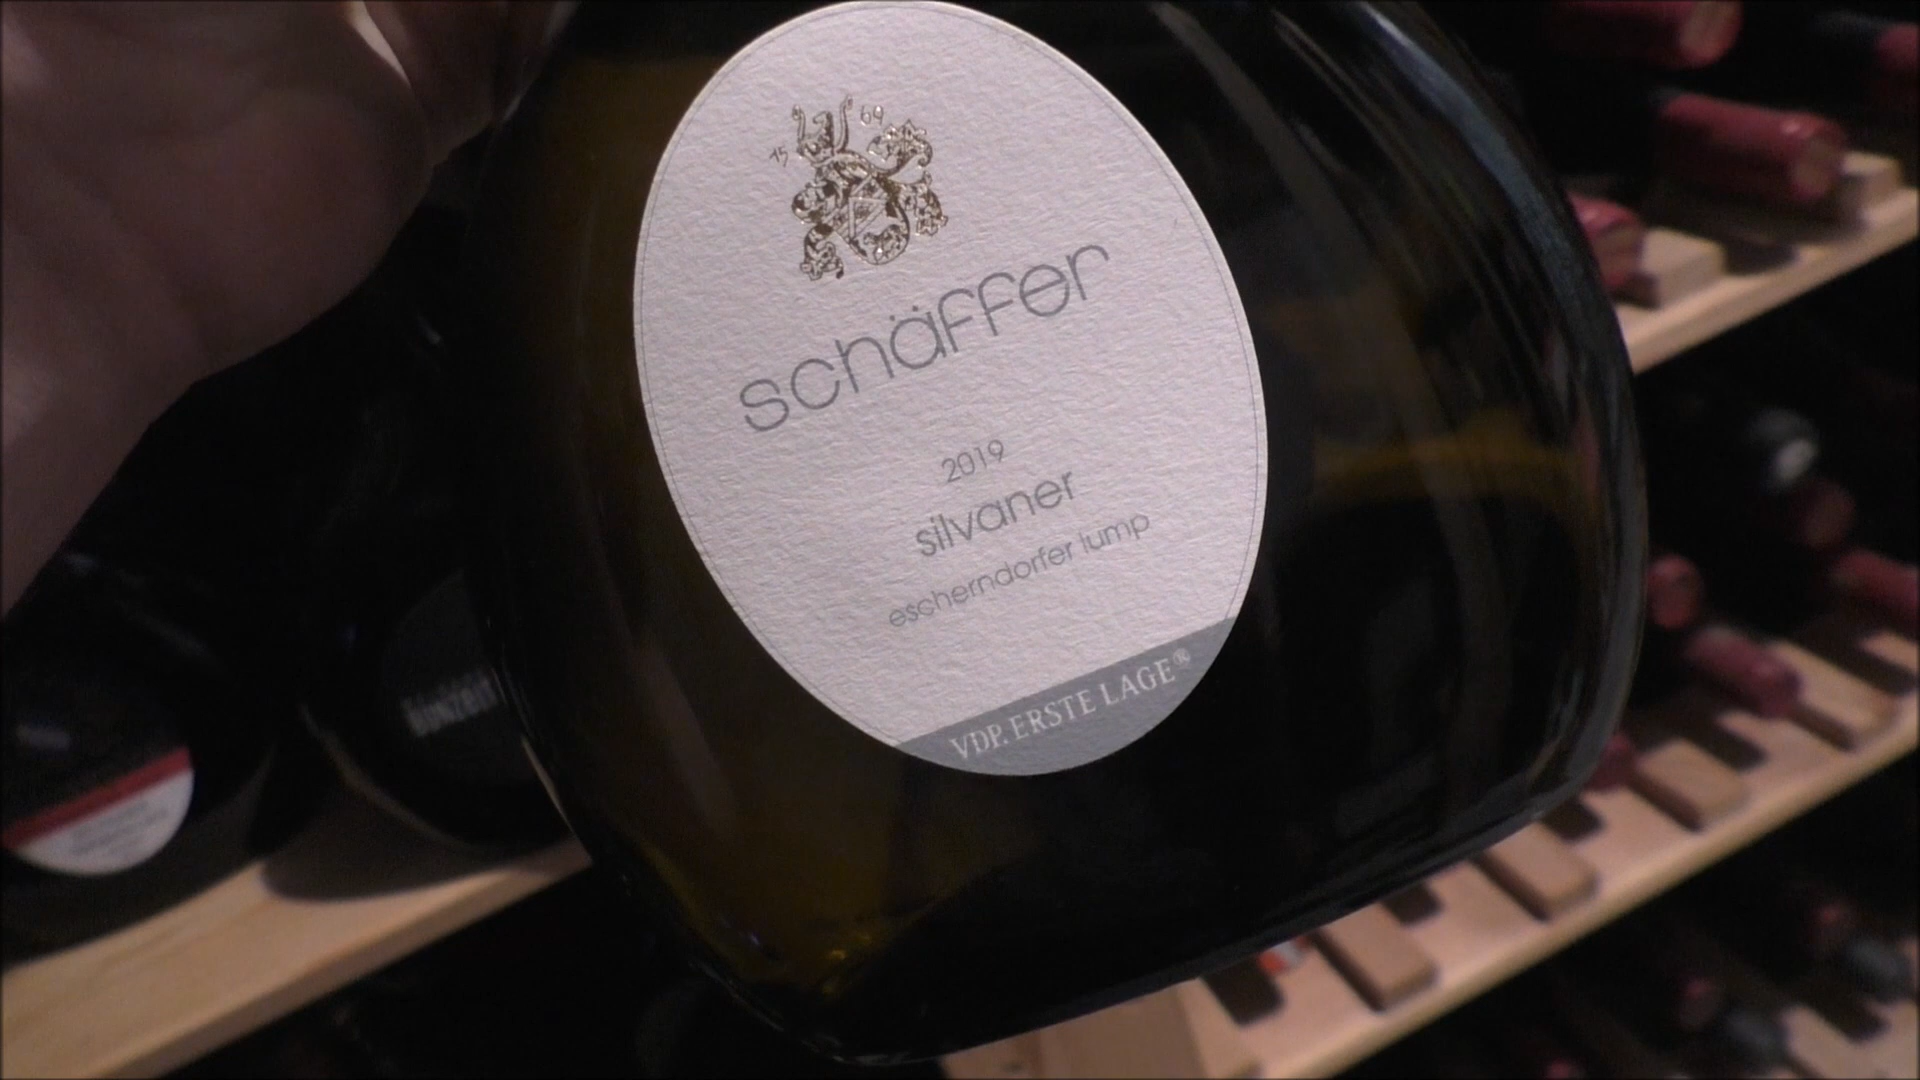 15 69
schäffer
2019
silvaner
escherndorfer lump
VDP. ERSTE LAGE®